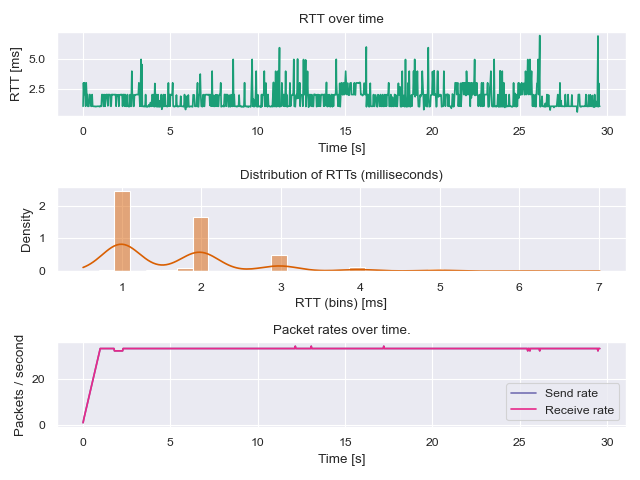 RTT over time
RTT [ms]
5.0
2.5
0 5 10 15 20 25 30
Time [s]
Distribution of RTTs (milliseconds)
Density
2
1
0
1 2 3 4 5 6 7
RTT (bins) [ms]
Packet rates over time.
Packets / second
20
0
Send rate
Receive rate
0 5 10 15 20 25 30
Time [s]